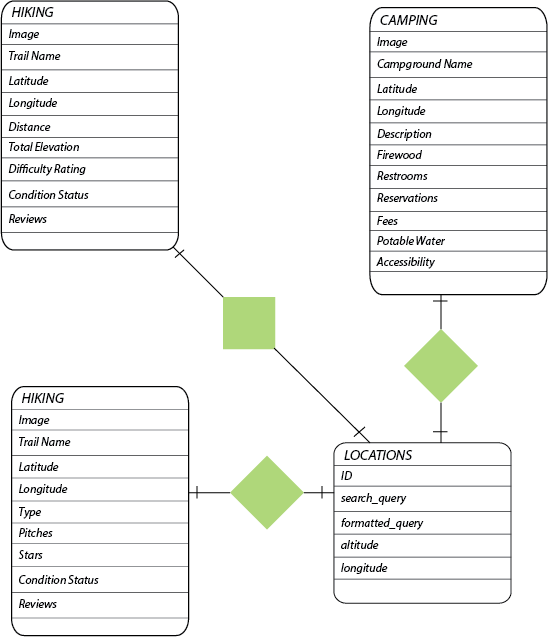 HIKING
Image
Trail Name
Latitude
Longitude
Distance
Total Elevation
Difficulty Rating
Condition Status
Reviews
CAMPING
Image
Campground Name
Latitude
Longitude
Description
Firewood
Restrooms
Reservations
Fees
Potable Water
Accessibility
HIKING
Image
Trail Name
Latitude
Longitude
Type
Pitches
Stars
Condition Status
Reviews
LOCATIONS
ID
search_query
formatted_query
altitude
longitude